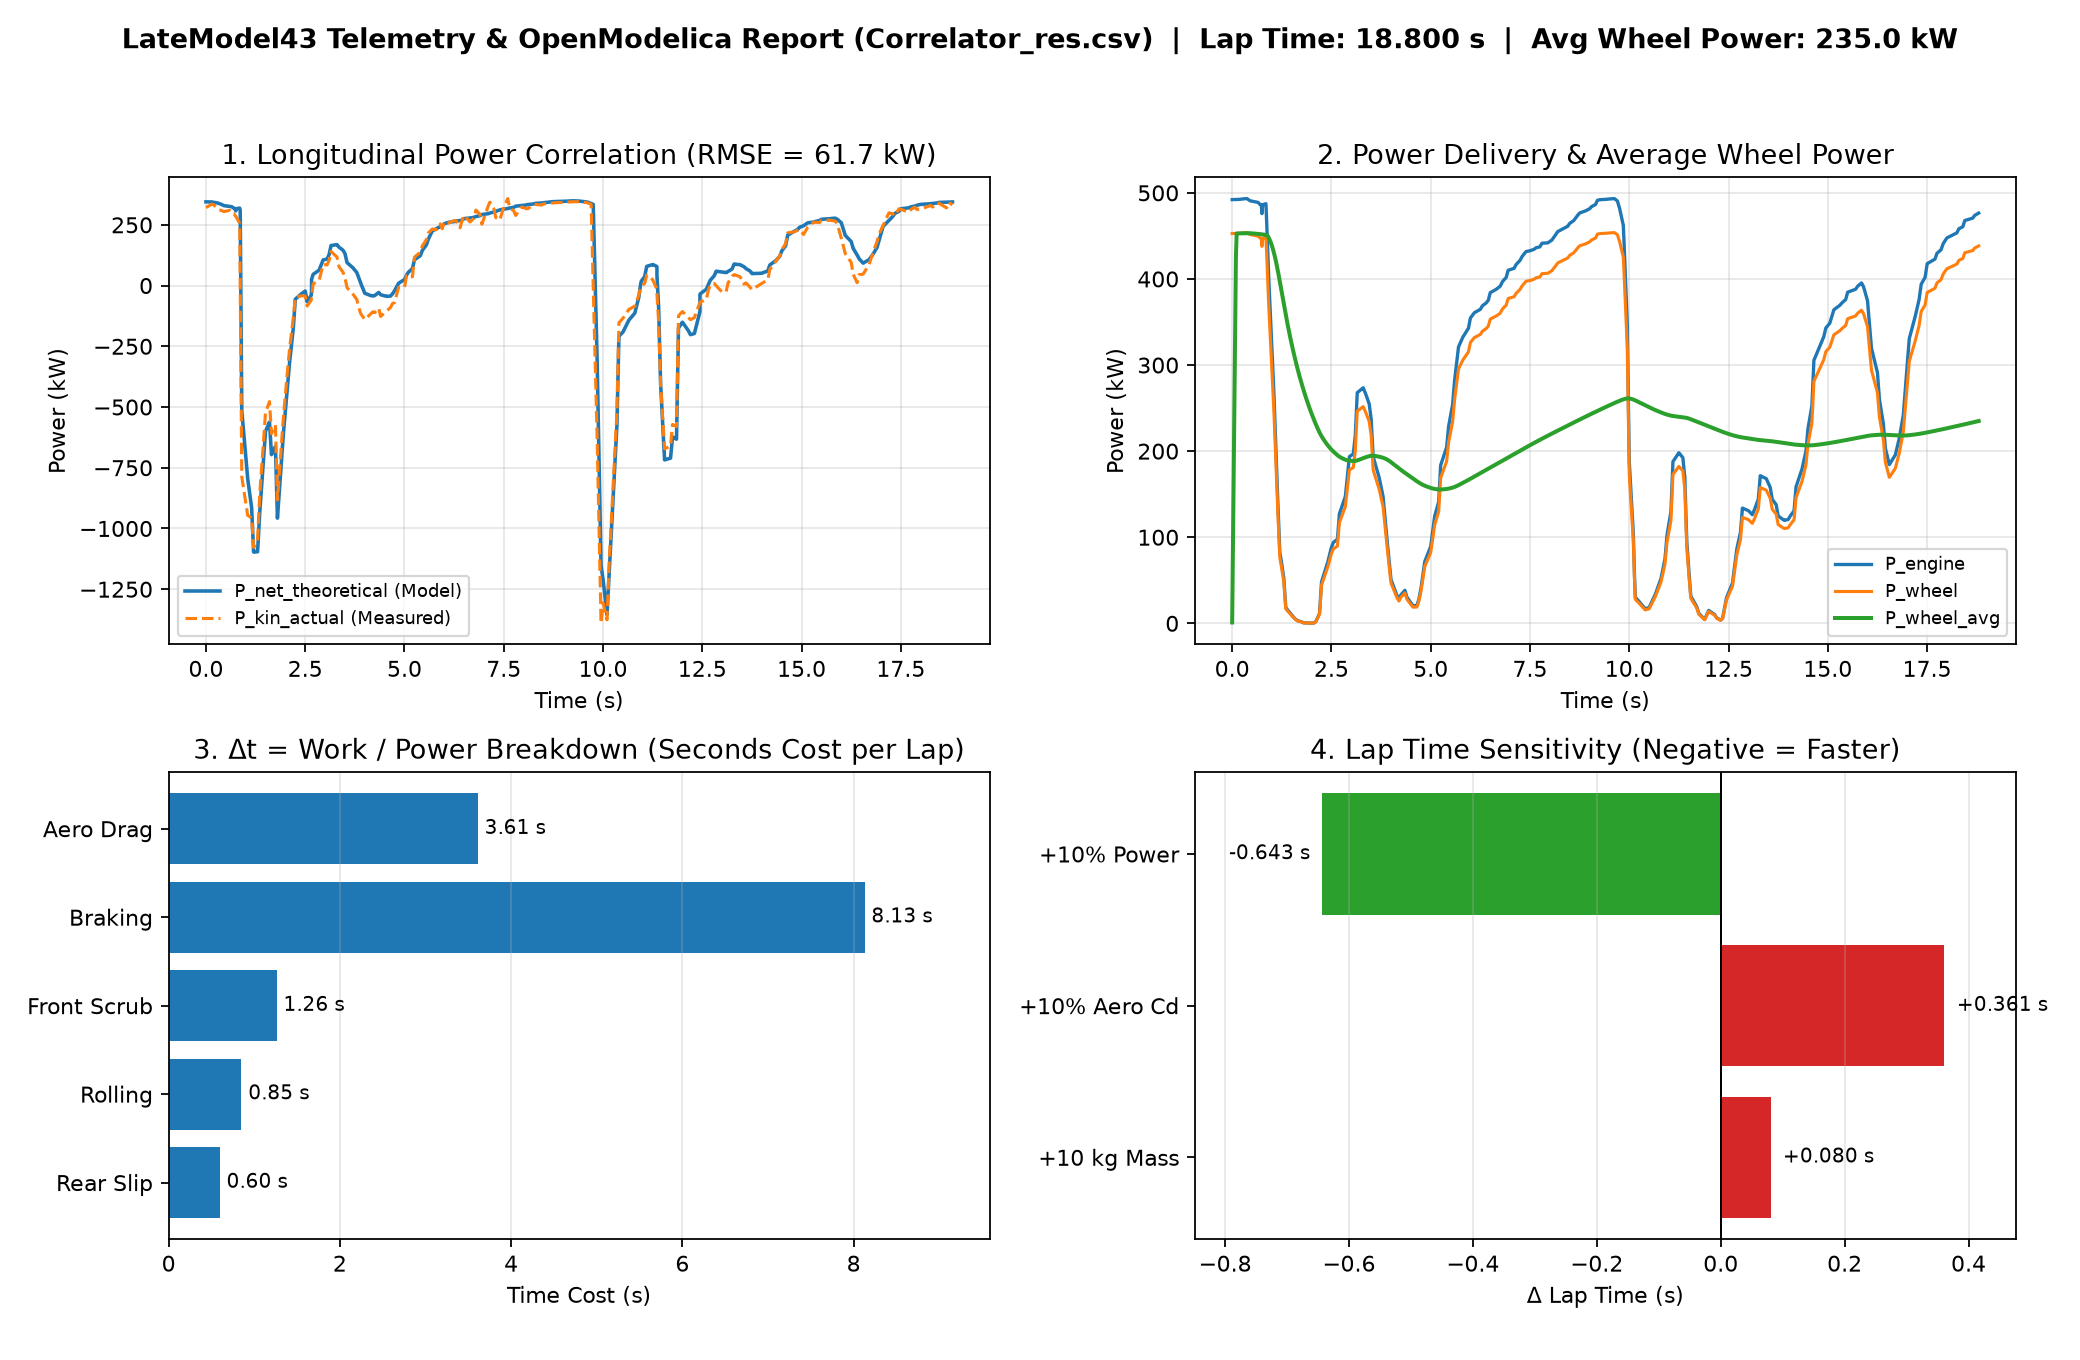 LateModel43 Telemetry & OpenModelica Report (Correlator_res.csv)  |  Lap Time: 18.800 s  |  Avg Wheel Power: 235.0 kW
1. Longitudinal Power Correlation (RMSE = 61.7 kW)
Power (kW)
250
0
−250
−500
−750
−1000
−1250
P_net_theoretical (Model)
P_kin_actual (Measured)
0.0 2.5 5.0 7.5 10.0 12.5 15.0 17.5
Time (s)
2. Power Delivery & Average Wheel Power
Power (kW)
500
400
300
200
100
0
P_engine
P_wheel
P_wheel_avg
0.0 2.5 5.0 7.5 10.0 12.5 15.0 17.5
Time (s)
3. Δt = Work / Power Breakdown (Seconds Cost per Lap)
Aero Drag 3.61 s
Braking 8.13 s
Front Scrub 1.26 s
Rolling 0.85 s
Rear Slip 0.60 s
0 2 4 6 8
Time Cost (s)
4. Lap Time Sensitivity (Negative = Faster)
+10% Power -0.643 s
+10% Aero Cd +0.361 s
+10 kg Mass +0.080 s
−0.8 −0.6 −0.4 −0.2 0.0 0.2 0.4
Δ Lap Time (s)